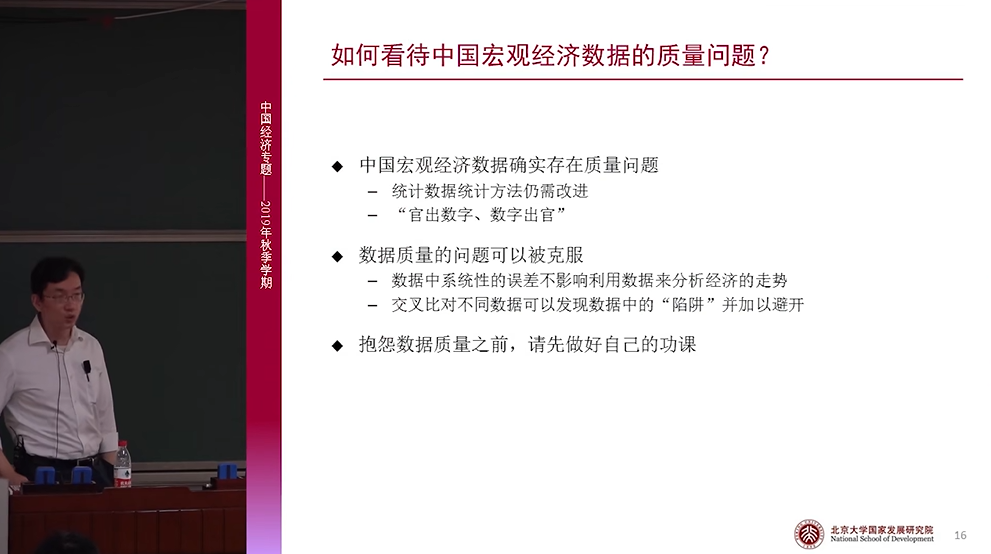 如何看待中国宏观经济数据的质量问题？
中国经济专题——2019年秋季学期
中国宏观经济数据确实存在质量问题
– 统计数据统计方法仍需改进
– “官出数字、数字出官”
数据质量的问题可以被克服
– 数据中系统性的误差不影响利用数据来分析经济的走势
– 交叉比对不同数据可以发现数据中的“陷阱”并加以避开
抱怨数据质量之前，请先做好自己的功课
北京大学国家发展研究院
National School of Development
16